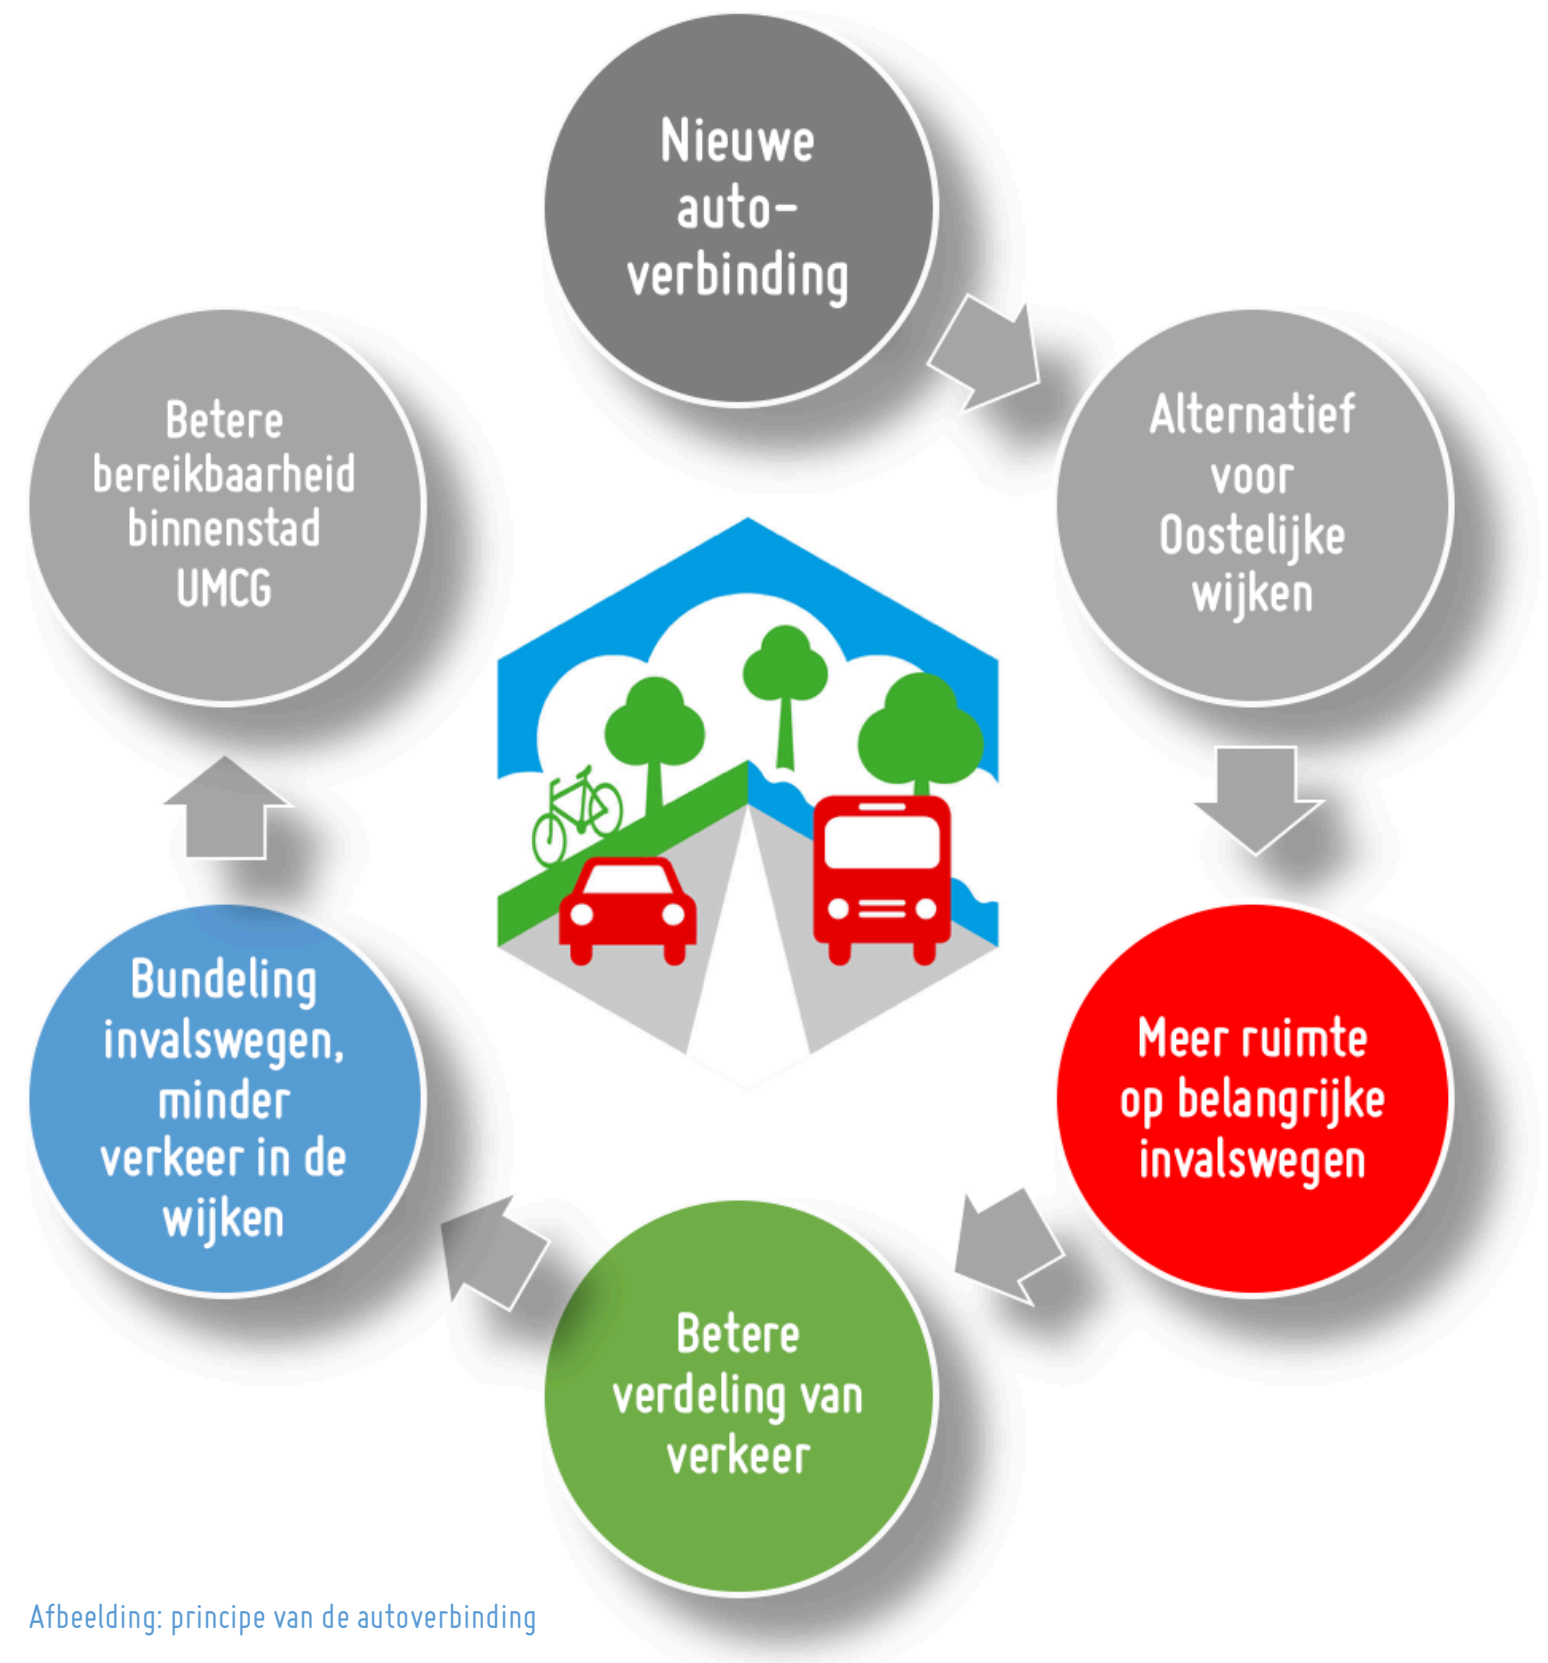 Nieuwe
auto-
verbinding
Alternatief
voor
Oostelijke
wijken
Meer ruimte
op belangrijke
invalswegen
Betere
verdeling van
verkeer
Bundeling
invalswegen,
minder
verkeer in de
wijken
Betere
bereikbaarheid
binnenstad
UMCG
Afbeelding: principe van de autoverbinding